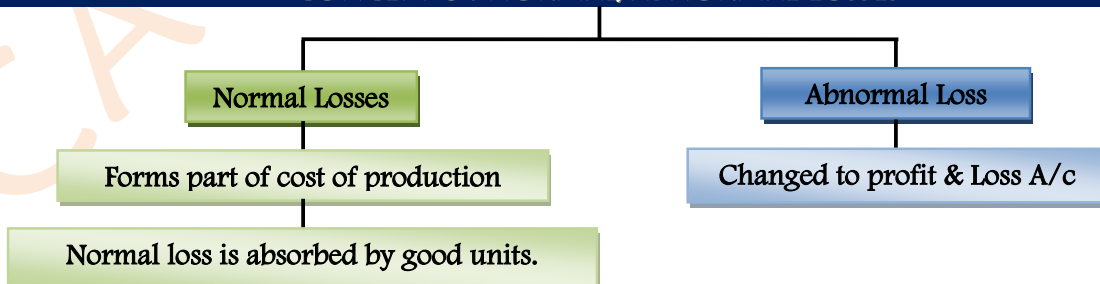 Normal Losses
Abnormal Loss
Forms part of cost of production
Changed to profit & Loss A/c
Normal loss is absorbed by good units.
CA